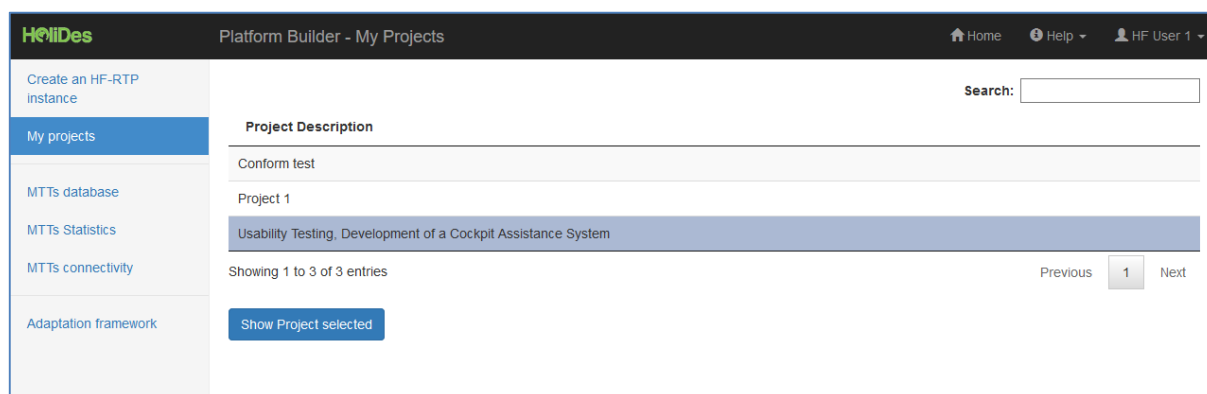 HoliDes
Platform Builder - My Projects
Home
Help
HF User 1
Create an HF-RTP
instance
My projects
MTTs database
MTTs Statistics
MTTs connectivity
Adaptation framework
Search:
Project Description
Conform test
Project 1
Usability Testing, Development of a Cockpit Assistance System
Showing 1 to 3 of 3 entries
Previous 1 Next
Show Project selected